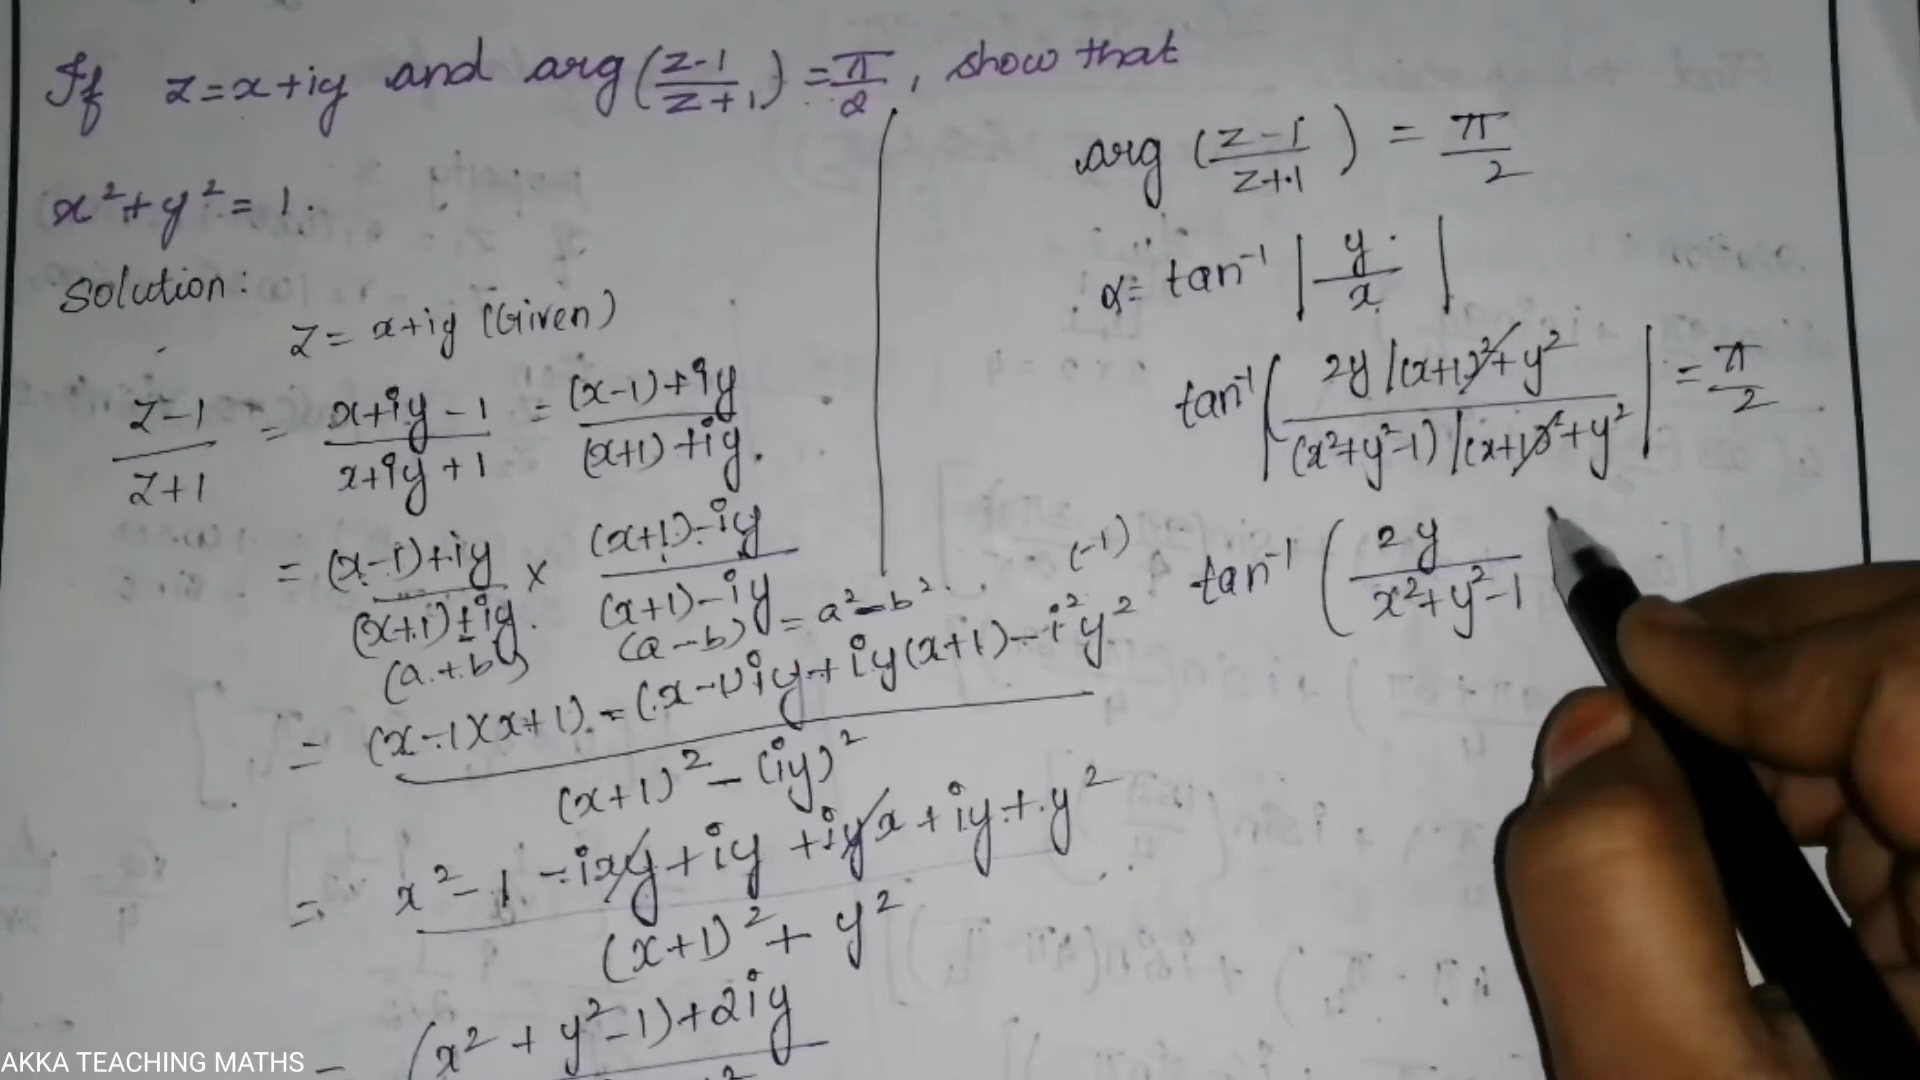 If z=x+iy and arg(z-1/z+1)=π/2, show that
x²+y²=1.
Solution:
z=x+iy (Given)
z-1/z+1 = x+iy-1/x+iy+1 = (x-1)+iy/(x+1)+iy.
= (x-1)+iy/(x+1)+iy. × (x+1)-iy/(x+1)-iy
(a+b) (a-b) = a²-b².
= (x-1)(x+1)-(x-1)iy+iy(x+1)-i²y²/(x+1)²-(iy)²
(-1)
= x²-1-ixy+iy+iyx+iy+y²/(x+1)²+y²
= (x²+y²-1)+2iy
arg(z-1/z+1) = π/2
α= tan⁻¹|y/x|
tan⁻¹|2y/(x+1)²+y²/(x²+y²-1)/(x+1)²+y²| = π/2
tan⁻¹(2y/x²+y²-1
AKKA TEACHING MATHS